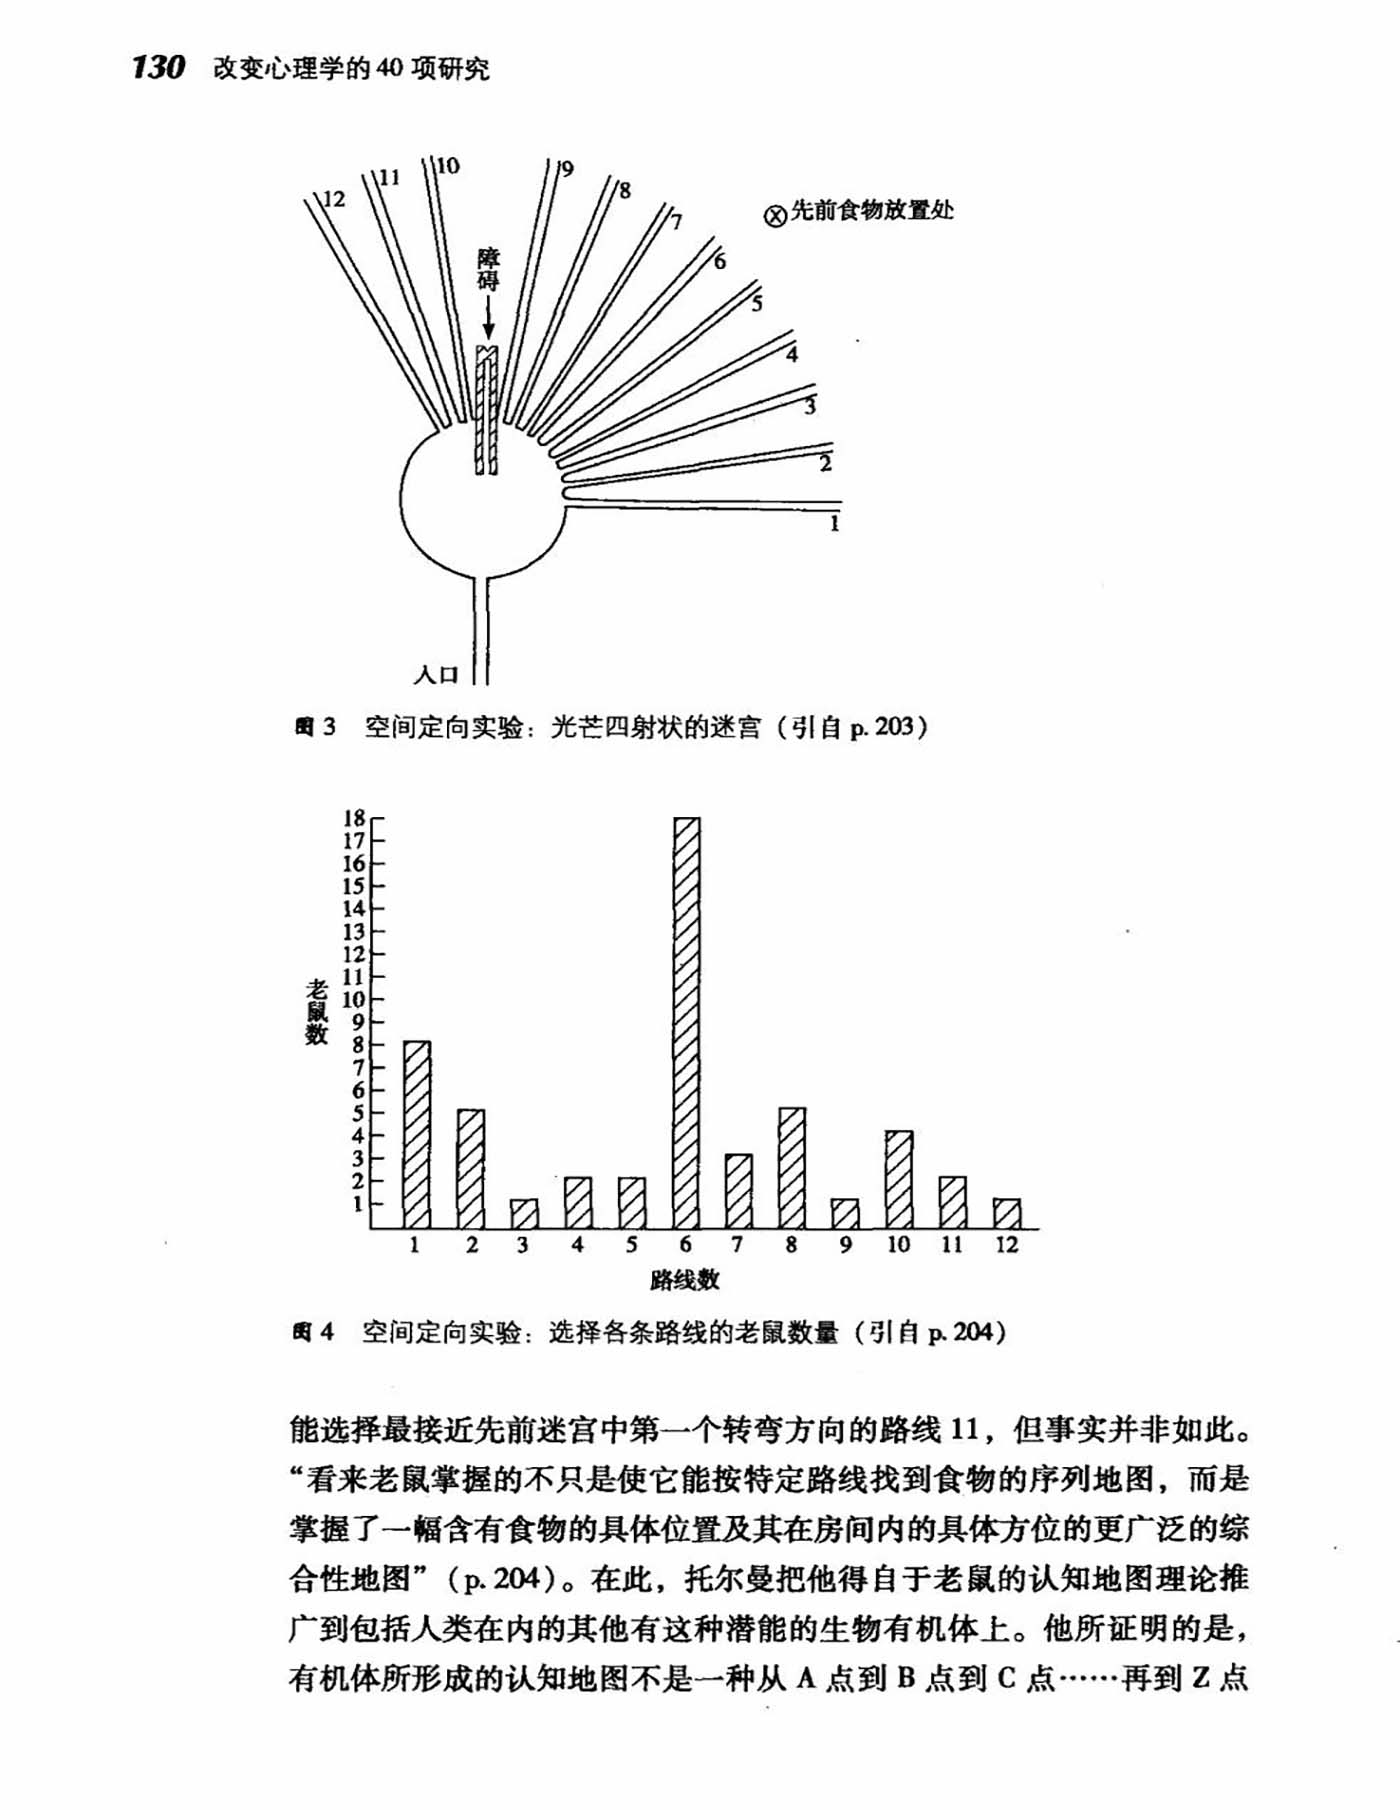 130 改变心理学的40项研究
12
11
10
9
8
7
6
5
4
3
2
1
障碍
⊗先前食物放置处
入口
图3 空间定向实验：光芒四射状的迷宫（引自p. 203）
18
17
16
15
14
13
12
11
10
9
8
7
6
5
4
3
2
1
老鼠数
1 2 3 4 5 6 7 8 9 10 11 12
路线数
图4 空间定向实验：选择各条路线的老鼠数量（引自p. 204）
能选择最接近先前迷宫中第一个转弯方向的路线11，但事实并非如此。
“看来老鼠掌握的不只是使它能按特定路线找到食物的序列地图，而是
掌握了一幅含有食物的具体位置及其在房间内的具体方位的更广泛的综
合性地图”（p. 204）。在此，托尔曼把他得自于老鼠的认知地图理论推
广到包括人类在内的其他有这种潜能的生物有机体上。他所证明的是，
有机体所形成的认知地图不是一种从A点到B点到C点……再到Z点